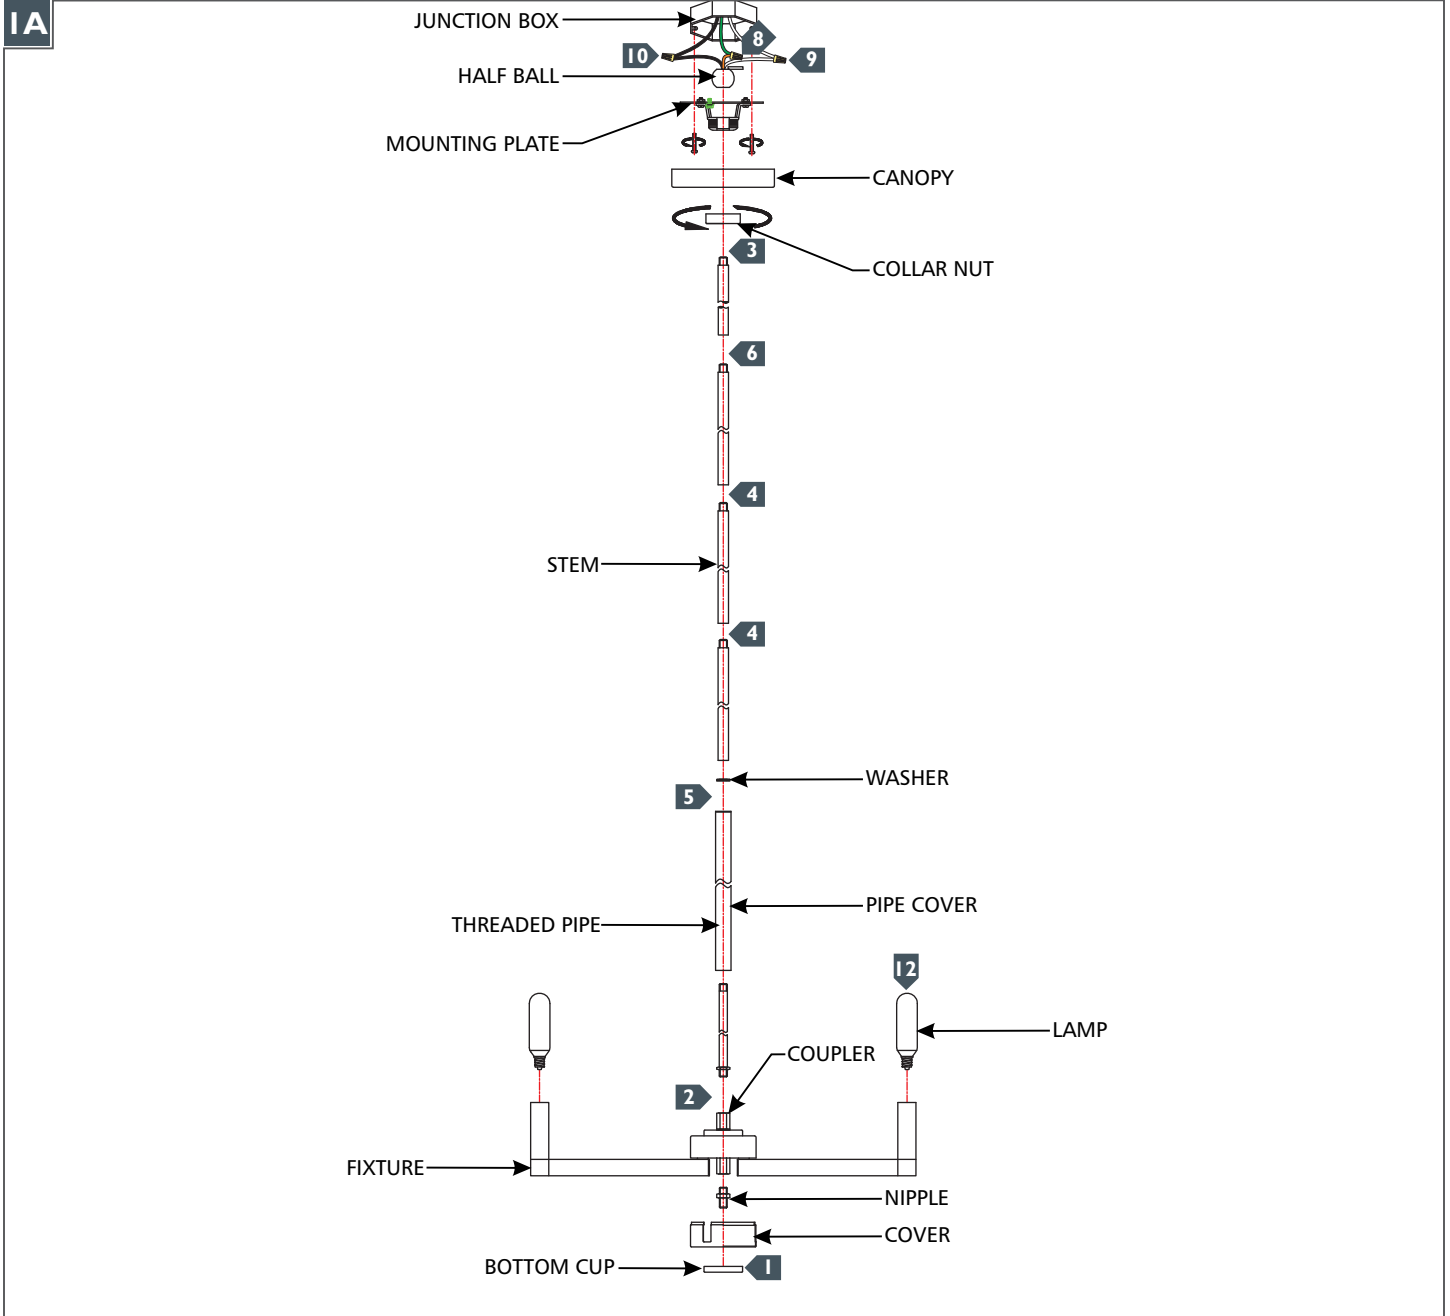 1A
JUNCTION BOX
8
10
9
HALF BALL
MOUNTING PLATE
CANOPY
3
COLLAR NUT
6
4
STEM
4
WASHER
5
PIPE COVER
THREADED PIPE
12
LAMP
COUPLER
2
FIXTURE
NIPPLE
COVER
BOTTOM CUP
1